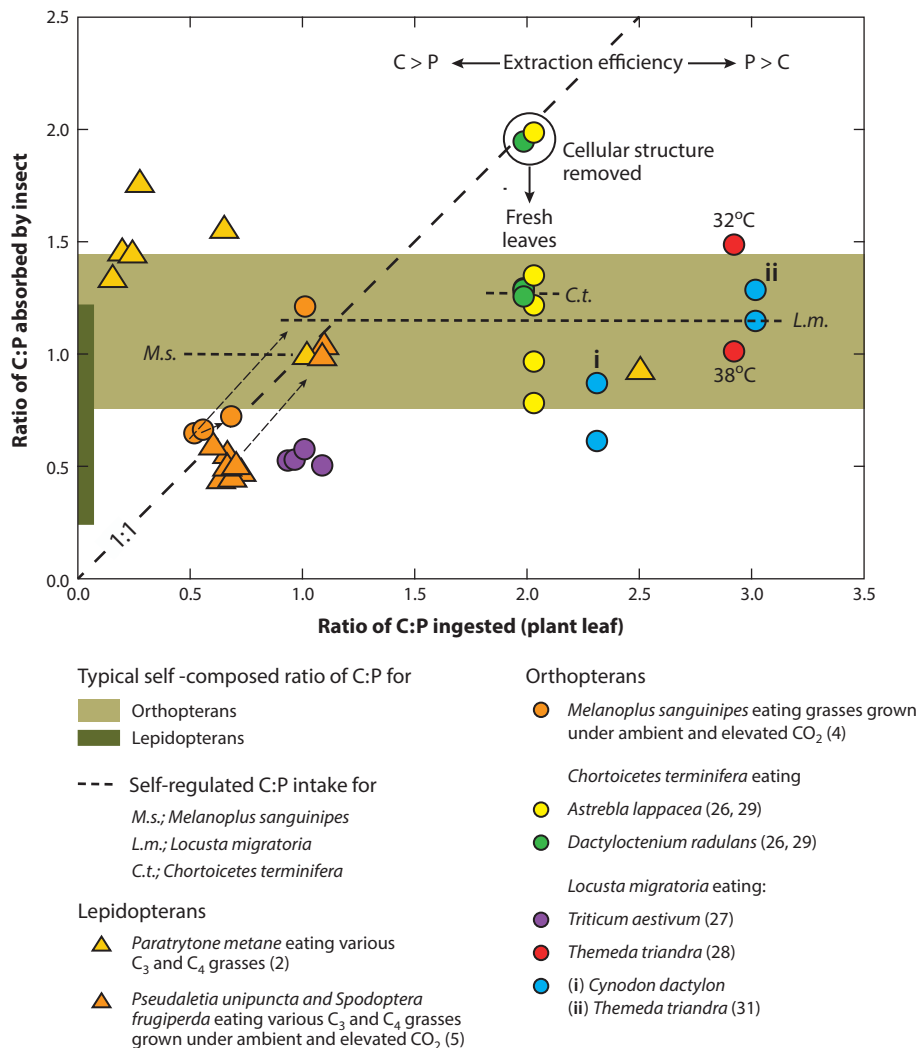 2.5
2.0
1.5
1.0
0.5
0.0
Ratio of C:P absorbed by insect
C > P
Extraction efficiency
P > C
Cellular structure
removed
Fresh
leaves
32°C
ii
C.t.
L.m.
M.s.
i
38°C
1:1
0.0
0.5
1.0
1.5
2.0
2.5
3.0
3.5
Ratio of C:P ingested (plant leaf)
Typical self -composed ratio of C:P for
Orthopterans
Lepidopterans
Self-regulated C:P intake for
M.s.; Melanoplus sanguinipes
L.m.; Locusta migratoria
C.t.; Chortoicetes terminifera
Lepidopterans
Paratrytone metane eating various
C₃ and C₄ grasses (2)
Pseudaletia unipuncta and Spodoptera
frugiperda eating various C₃ and C₄ grasses
grown under ambient and elevated CO₂ (5)
Orthopterans
Melanoplus sanguinipes eating grasses grown
under ambient and elevated CO₂ (4)
Chortoicetes terminifera eating
Astrebla lappacea (26, 29)
Dactyloctenium radulans (26, 29)
Locusta migratoria eating:
Triticum aestivum (27)
Themeda triandra (28)
(i) Cynodon dactylon
(ii) Themeda triandra (31)